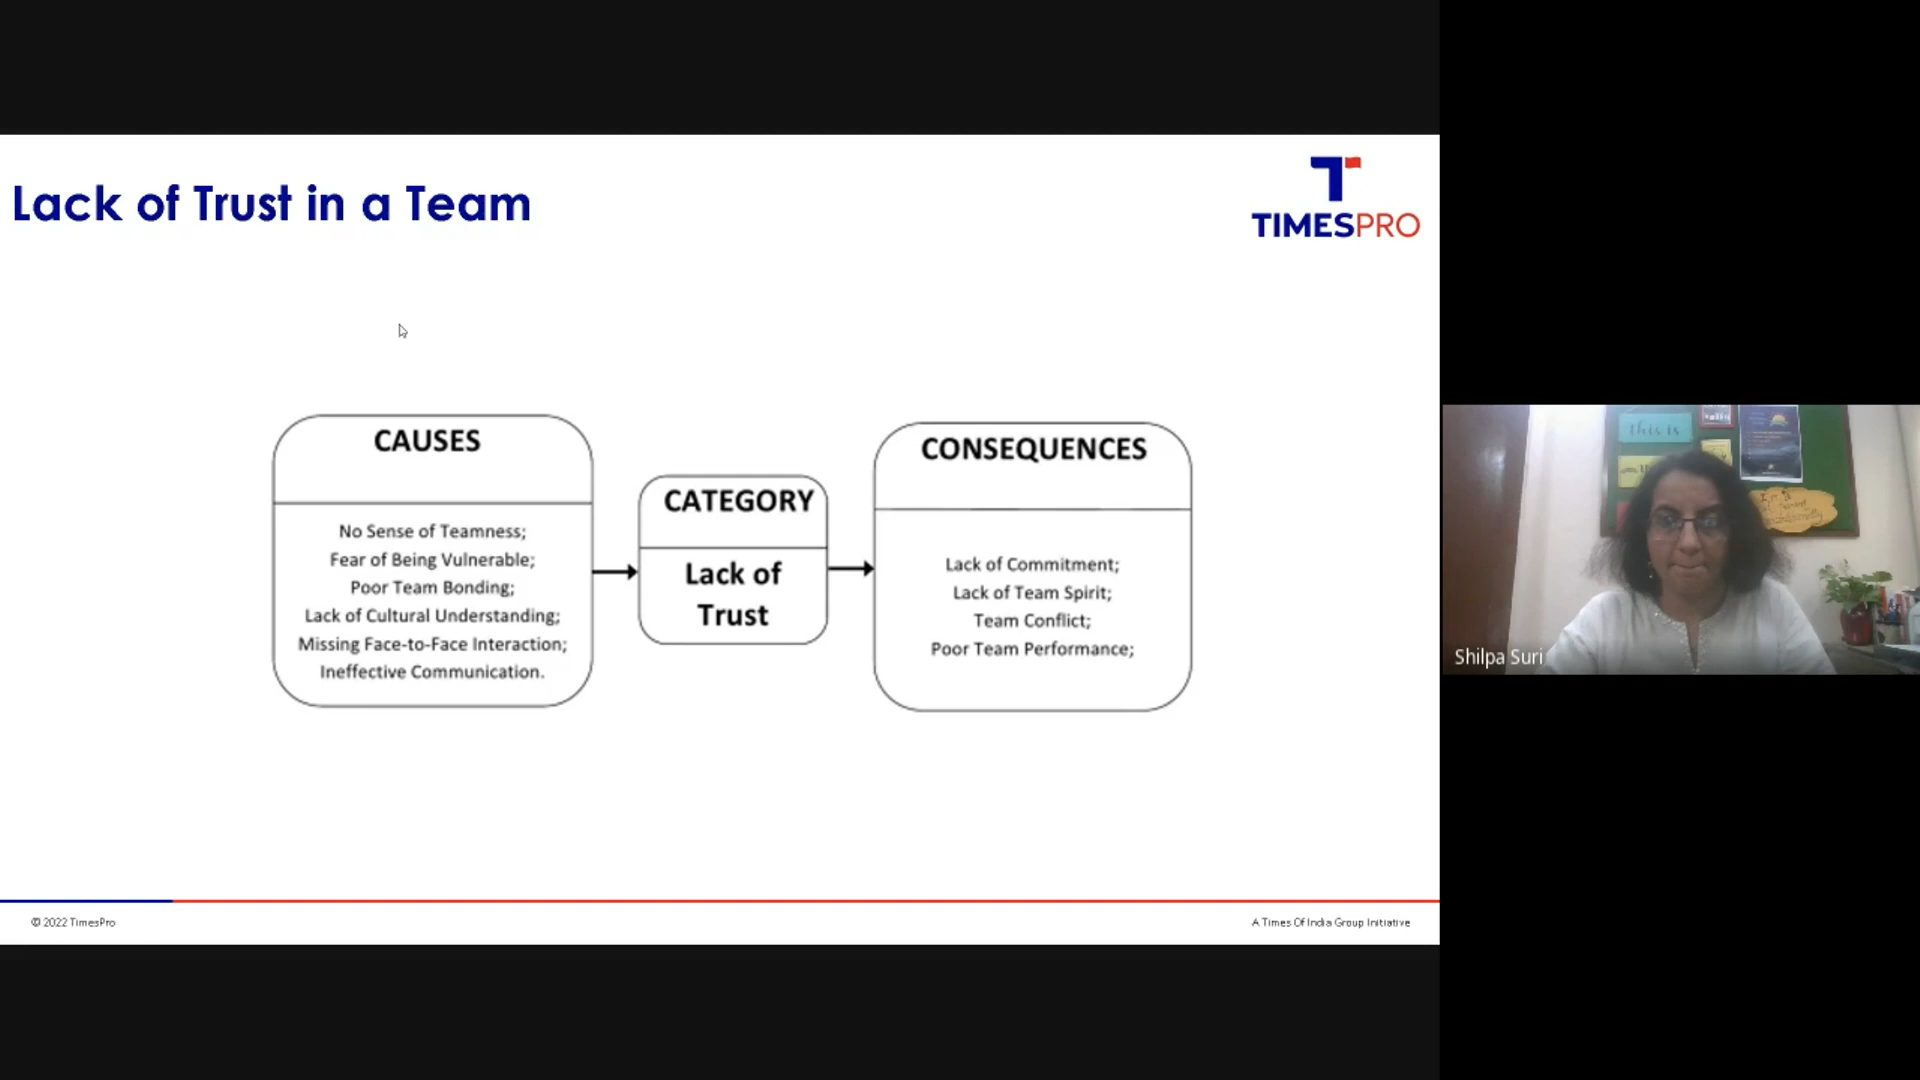 Lack of Trust in a Team
TIMESPRO
CAUSES
No Sense of Teamness;
Fear of Being Vulnerable;
Poor Team Bonding;
Lack of Cultural Understanding;
Missing Face-to-Face Interaction;
Ineffective Communication.
CATEGORY
Lack of
Trust
CONSEQUENCES
Lack of Commitment;
Lack of Team Spirit;
Team Conflict;
Poor Team Performance;
© 2022 TimesPro
A Times Of India Group Initiative
this is
Shilpa Suri